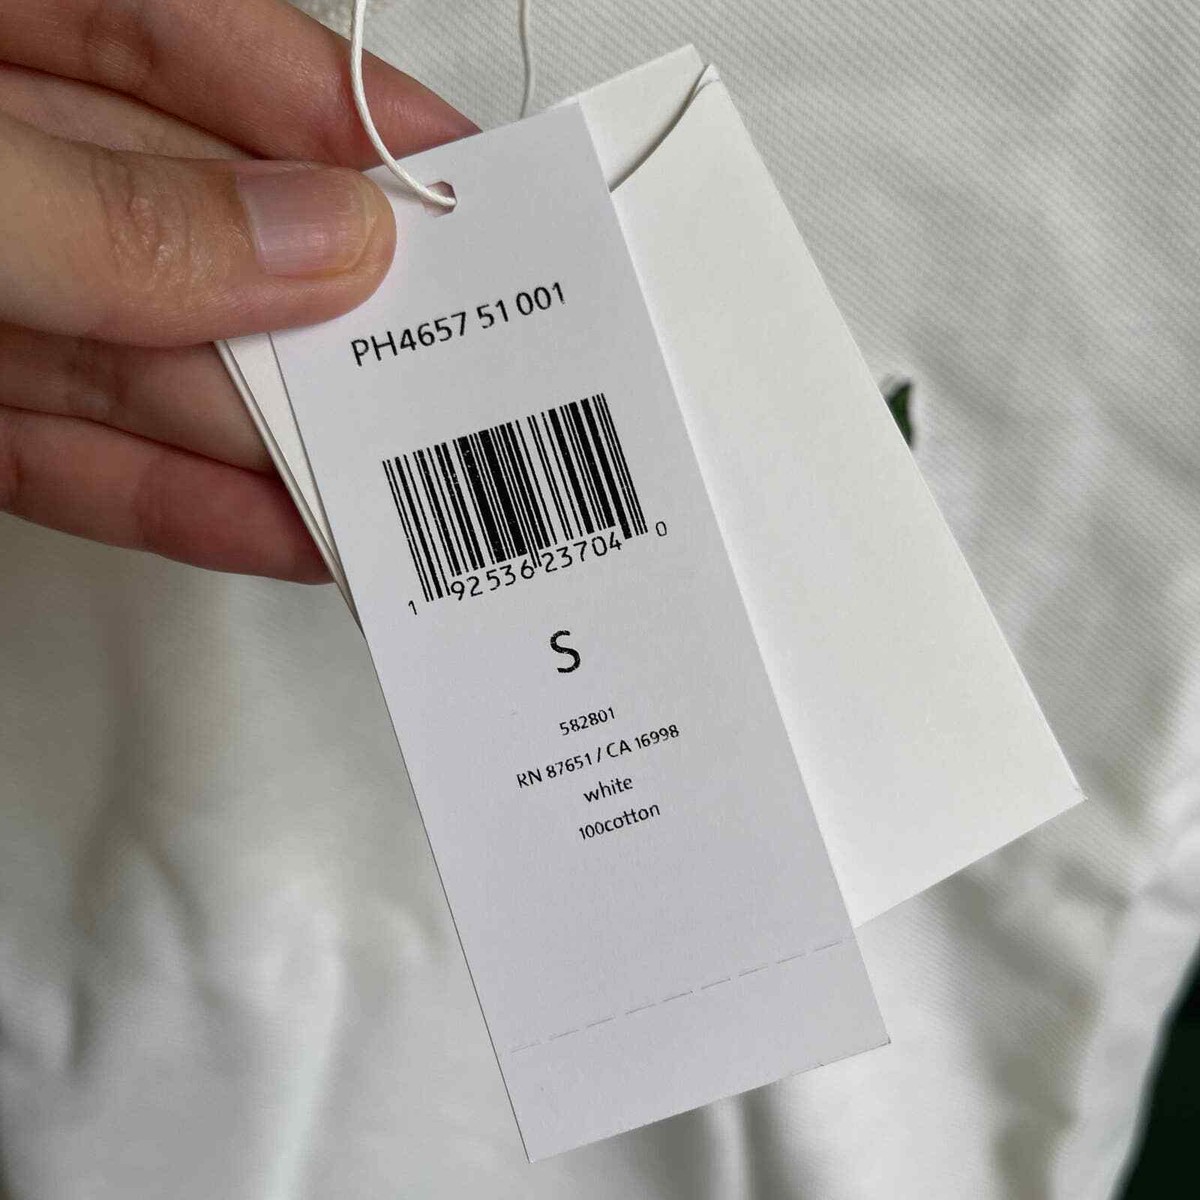 PH4657 51 001
1 92536 23704 0
S
582801
RN 87651 / CA 16998
white
100cotton